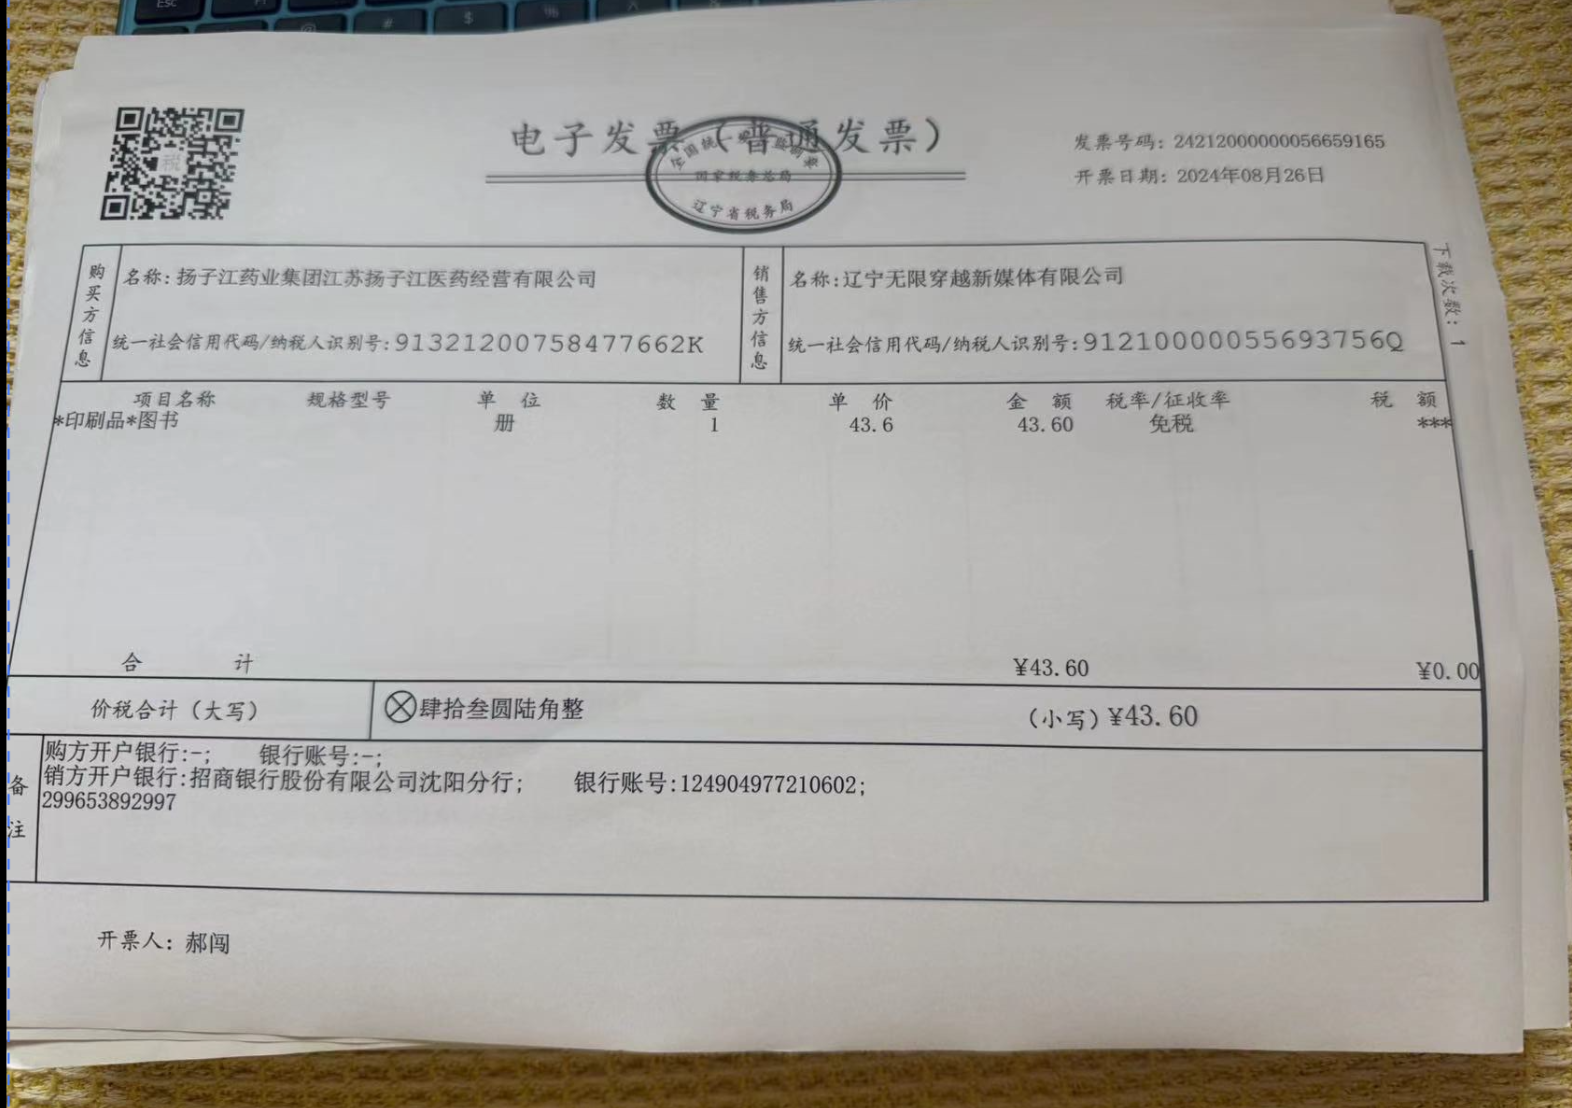 电子发票（普通发票）
国家税务总局
辽宁省税务局
发票号码: 24212000000056659165
开票日期: 2024年08月26日
下载次数: 1
购买方信息
名称: 扬子江药业集团江苏扬子江医药经营有限公司
统一社会信用代码/纳税人识别号: 91321200758477662K
销售方信息
名称: 辽宁无限穿越新媒体有限公司
统一社会信用代码/纳税人识别号: 91210000055693756Q
项目名称 规格型号 单 位 数 量 单 价 金 额 税率/征收率 税 额
*印刷品*图书 册 1 43.6 43.60 免税 ***
合 计 ¥43.60 ¥0.00
价税合计（大写） ⊗肆拾叁圆陆角整 （小写）¥43.60
备注
购方开户银行:-; 银行账号:-;
销方开户银行:招商银行股份有限公司沈阳分行; 银行账号:124904977210602;
299653892997
开票人: 郝闯